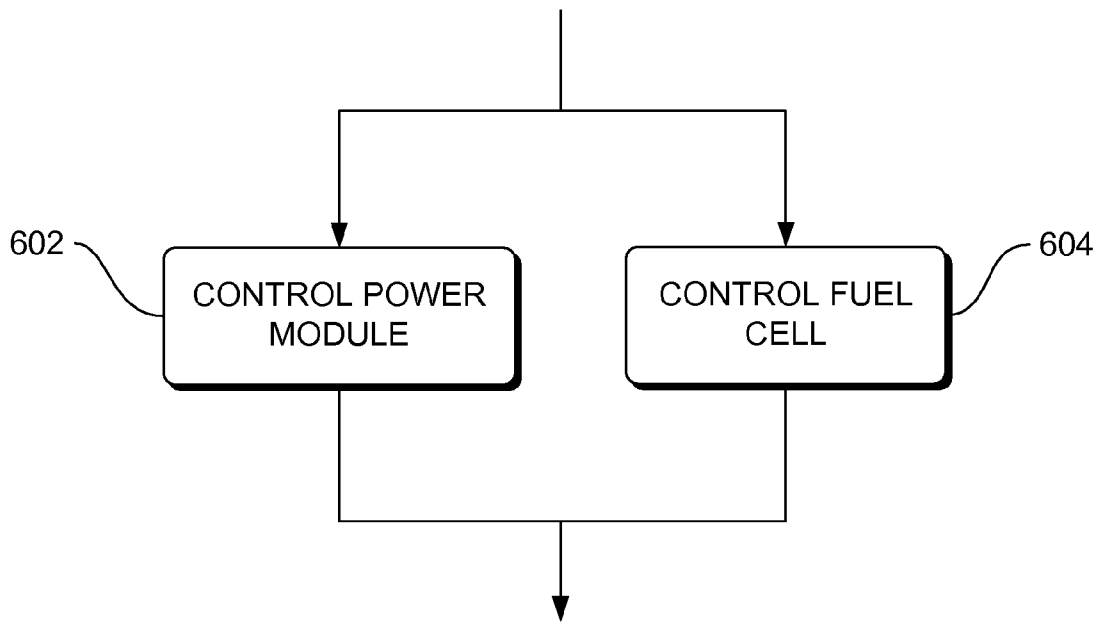 602
CONTROL POWER
MODULE
CONTROL FUEL
CELL
604